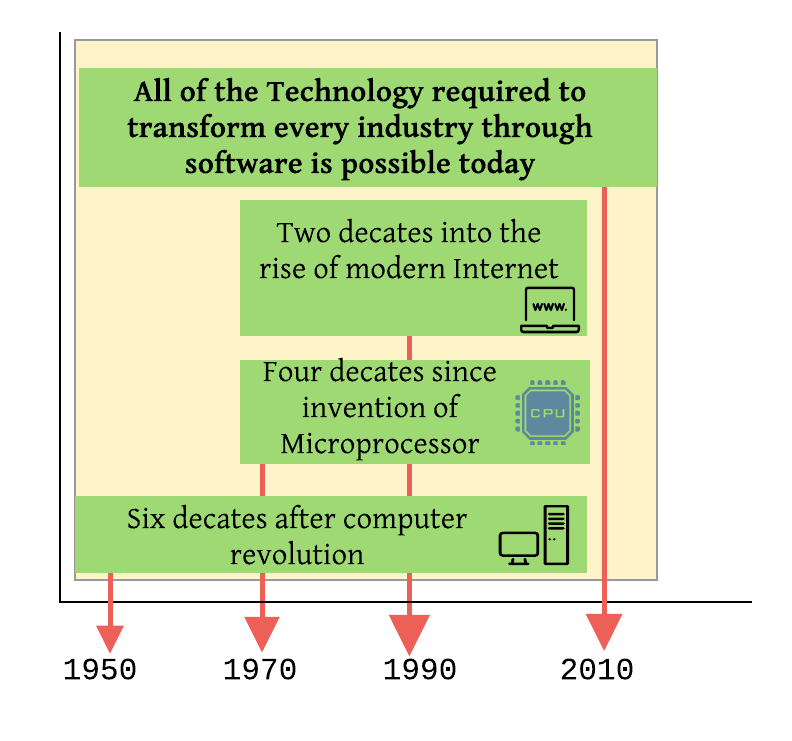 All of the Technology required to
transform every industry through
software is possible today
Two decates into the
rise of modern Internet
www.
Four decates since
invention of
Microprocessor
CPU
Six decates after computer
revolution
1950
1970
1990
2010